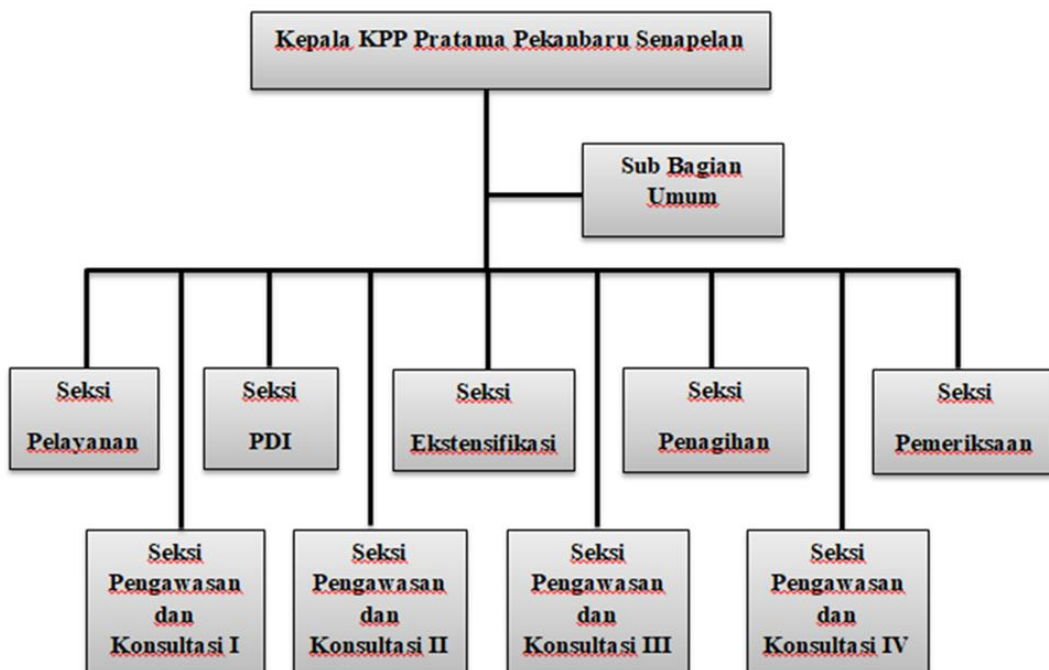 Kepala KPP Pratama Pekanbaru Senapelan
Sub Bagian
Umum
Seksi
Pelayanan
Seksi
PDI
Seksi
Ekstensifikasi
Seksi
Penagihan
Seksi
Pemeriksaan
Seksi
Pengawasan
dan
Konsultasi I
Seksi
Pengawasan
dan
Konsultasi II
Seksi
Pengawasan
dan
Konsultasi III
Seksi
Pengawasan
dan
Konsultasi IV